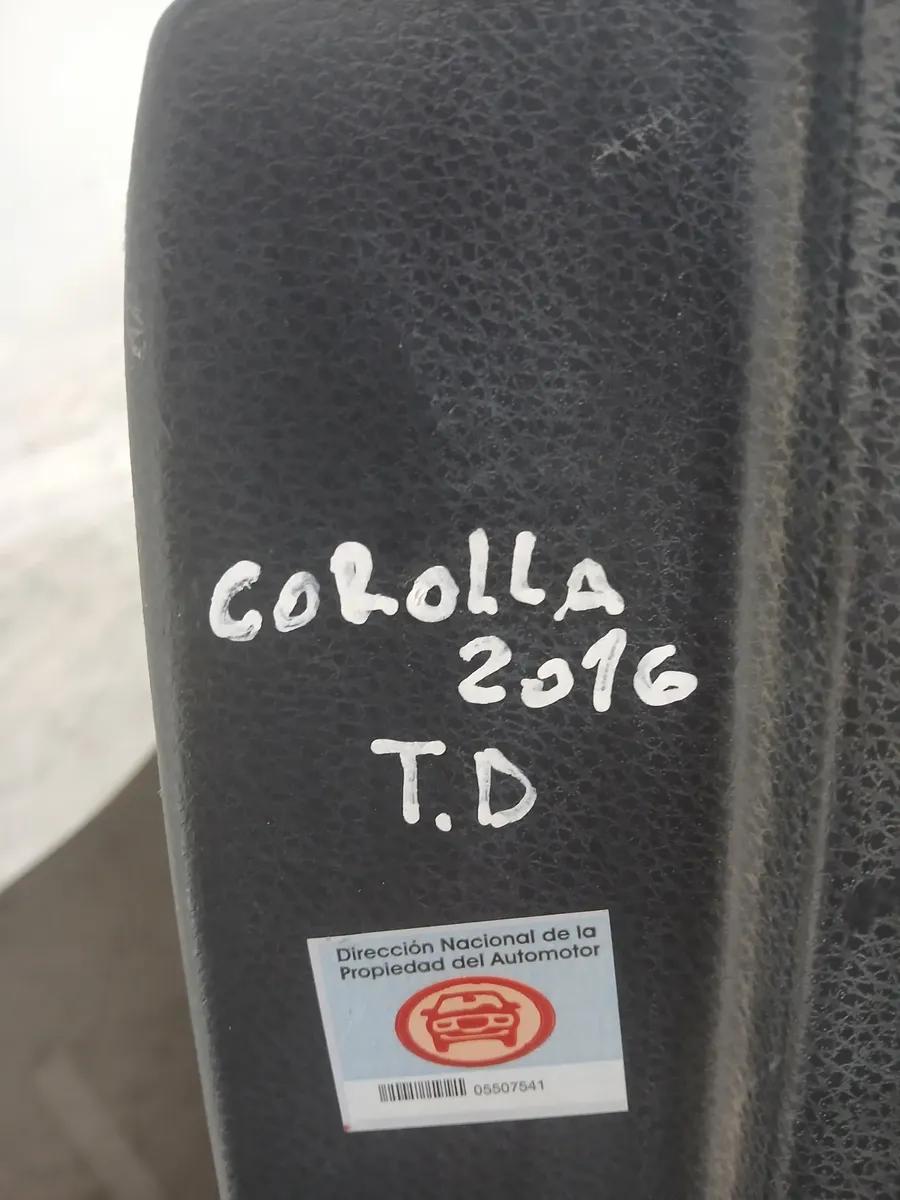 COROLLA
2016
T.D
Dirección Nacional de la
Propiedad del Automotor
05507541